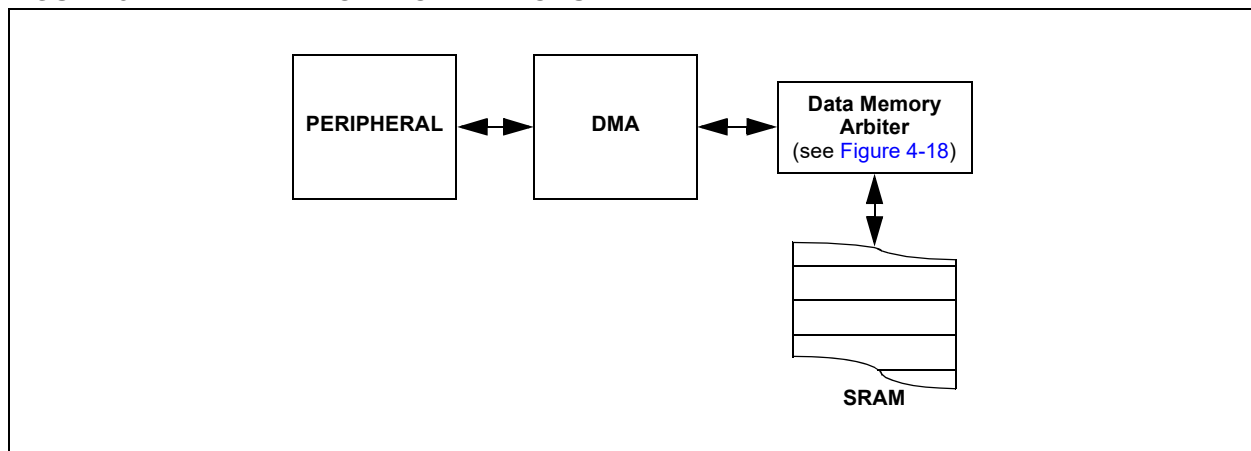 PERIPHERAL
DMA
Data Memory
Arbiter
(see Figure 4-18)
SRAM